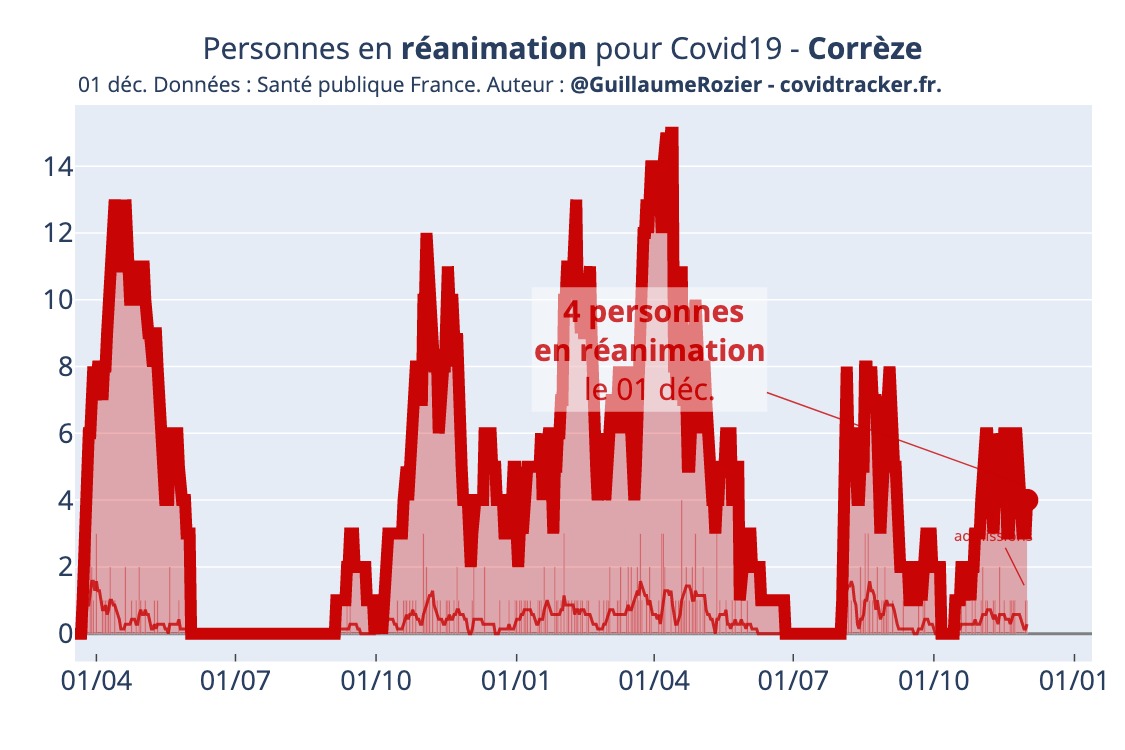 Personnes en réanimation pour Covid19 - Corrèze
01 déc. Données : Santé publique France. Auteur : @GuillaumeRozier - covidtracker.fr.
14
12
10
8
6
4
2
0
4 personnes
en réanimation
le 01 déc.
admissions
01/04
01/07
01/10
01/01
01/04
01/07
01/10
01/01